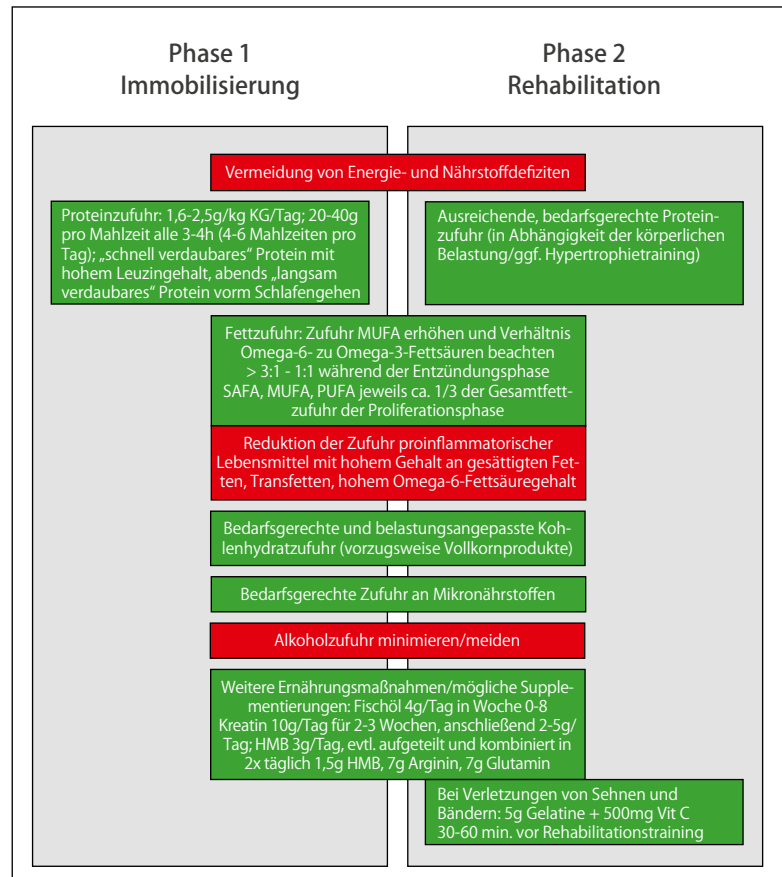 Phase 1
Immobilisierung
Phase 2
Rehabilitation
Vermeidung von Energie- und Nährstoffdefiziten
Proteinzufuhr: 1,6-2,5g/kg KG/Tag; 20-40g
pro Mahlzeit alle 3-4h (4-6 Mahlzeiten pro
Tag); „schnell verdaubares“ Protein mit
hohem Leuzingehalt, abends „langsam
verdaubares“ Protein vorm Schlafengehen
Ausreichende, bedarfsgerechte Protein-
zufuhr (in Abhängigkeit der körperlichen
Belastung/ggf. Hypertrophietraining)
Fettzufuhr: Zufuhr MUFA erhöhen und Verhältnis
Omega-6- zu Omega-3-Fettsäuren beachten
> 3:1 - 1:1 während der Entzündungsphase
SAFA, MUFA, PUFA jeweils ca. 1/3 der Gesamtfett-
zufuhr der Proliferationsphase
Reduktion der Zufuhr proinflammatorischer
Lebensmittel mit hohem Gehalt an gesättigten Fet-
ten, Transfetten, hohem Omega-6-Fettsäuregehalt
Bedarfsgerechte und belastungsangepasste Koh-
lenhydratzufuhr (vorzugsweise Vollkornprodukte)
Bedarfsgerechte Zufuhr an Mikronährstoffen
Alkoholzufuhr minimieren/meiden
Weitere Ernährungsmaßnahmen/mögliche Supple-
mentierungen: Fischöl 4g/Tag in Woche 0-8
Kreatin 10g/Tag für 2-3 Wochen, anschließend 2-5g/
Tag; HMB 3g/Tag, evtl. aufgeteilt und kombiniert in
2x täglich 1,5g HMB, 7g Arginin, 7g Glutamin
Bei Verletzungen von Sehnen und
Bändern: 5g Gelatine + 500mg Vit C
30-60 min. vor Rehabilitationstraining